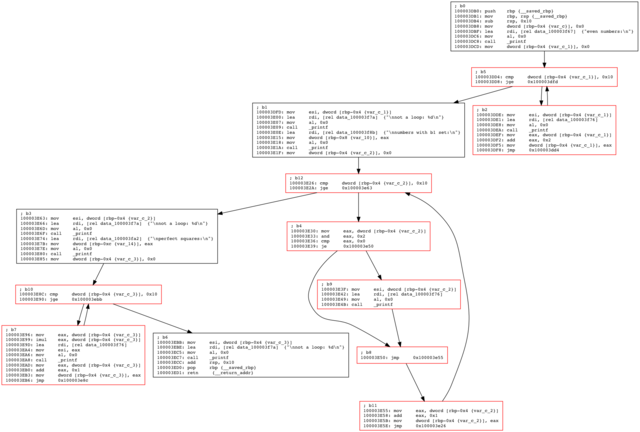 ; b0
100003DB0: push rbp {__saved_rbp}
100003DB1: mov rbp, rsp {__saved_rbp}
100003DB4: sub rsp, 0x10
100003DB8: mov dword [rbp-0x4 {var_c}], 0x0
100003DBF: lea rdi, [rel data_100003f67] {"even numbers:\n"}
100003DC6: mov al, 0x0
100003DC8: call _printf
100003DCD: mov dword [rbp-0x4 {var_c_1}], 0x0
; b5
100003DD4: cmp dword [rbp-0x4 {var_c_1}], 0x10
100003DD8: jge 0x100003dfd
; b1
100003DFD: mov esi, dword [rbp-0x4 {var_c_1}]
100003E00: lea rdi, [rel data_100003f7a] {"\nnot a loop: %d\n"}
100003E07: mov al, 0x0
100003E09: call _printf
100003E0E: lea rdi, [rel data_100003f8b] {"\nnumbers with b1 set:\n"}
100003E15: mov dword [rbp-0x8 {var_10}], eax
100003E18: mov al, 0x0
100003E1A: call _printf
100003E1F: mov dword [rbp-0x4 {var_c_2}], 0x0
; b2
100003DDE: mov esi, dword [rbp-0x4 {var_c_1}]
100003DE1: lea rdi, [rel data_100003f76]
100003DE8: mov al, 0x0
100003DEA: call _printf
100003DEF: mov eax, dword [rbp-0x4 {var_c_1}]
100003DF2: add eax, 0x2
100003DF5: mov dword [rbp-0x4 {var_c_1}], eax
100003DF8: jmp 0x100003dd4
; b12
100003E26: cmp dword [rbp-0x4 {var_c_2}], 0x10
100003E2A: jge 0x100003e63
; b3
100003E63: mov esi, dword [rbp-0x4 {var_c_2}]
100003E66: lea rdi, [rel data_100003f7a] {"\nnot a loop: %d\n"}
100003E6D: mov al, 0x0
100003E6F: call _printf
100003E74: lea rdi, [rel data_100003fa2] {"\nperfect squares:\n"}
100003E7B: mov dword [rbp-0xc {var_14}], eax
100003E7E: mov al, 0x0
100003E80: call _printf
100003E85: mov dword [rbp-0x4 {var_c_3}], 0x0
; b4
100003E30: mov eax, dword [rbp-0x4 {var_c_2}]
100003E33: and eax, 0x2
100003E36: cmp eax, 0x0
100003E39: je 0x100003e50
; b9
100003E3F: mov esi, dword [rbp-0x4 {var_c_2}]
100003E42: lea rdi, [rel data_100003f76]
100003E49: mov al, 0x0
100003E4B: call _printf
; b10
100003E8C: cmp dword [rbp-0x4 {var_c_3}], 0x10
100003E90: jge 0x100003ebb
; b7
100003E96: mov eax, dword [rbp-0x4 {var_c_3}]
100003E99: imul eax, dword [rbp-0x4 {var_c_3}]
100003E9D: lea rdi, [rel data_100003f76]
100003EA4: mov esi, eax
100003EA6: mov al, 0x0
100003EA8: call _printf
100003EAD: mov eax, dword [rbp-0x4 {var_c_3}]
100003EB0: add eax, 0x1
100003EB3: mov dword [rbp-0x4 {var_c_3}], eax
100003EB6: jmp 0x100003e8c
; b6
100003EBB: mov esi, dword [rbp-0x4 {var_c_3}]
100003EBE: lea rdi, [rel data_100003f7a] {"\nnot a loop: %d\n"}
100003EC5: mov al, 0x0
100003EC7: call _printf
100003ECC: add rsp, 0x10
100003ED0: pop rbp {__saved_rbp}
100003ED1: retn {__return_addr}
; b8
100003E50: jmp 0x100003e55
; b11
100003E55: mov eax, dword [rbp-0x4 {var_c_2}]
100003E58: add eax, 0x1
100003E5B: mov dword [rbp-0x4 {var_c_2}], eax
100003E5E: jmp 0x100003e26